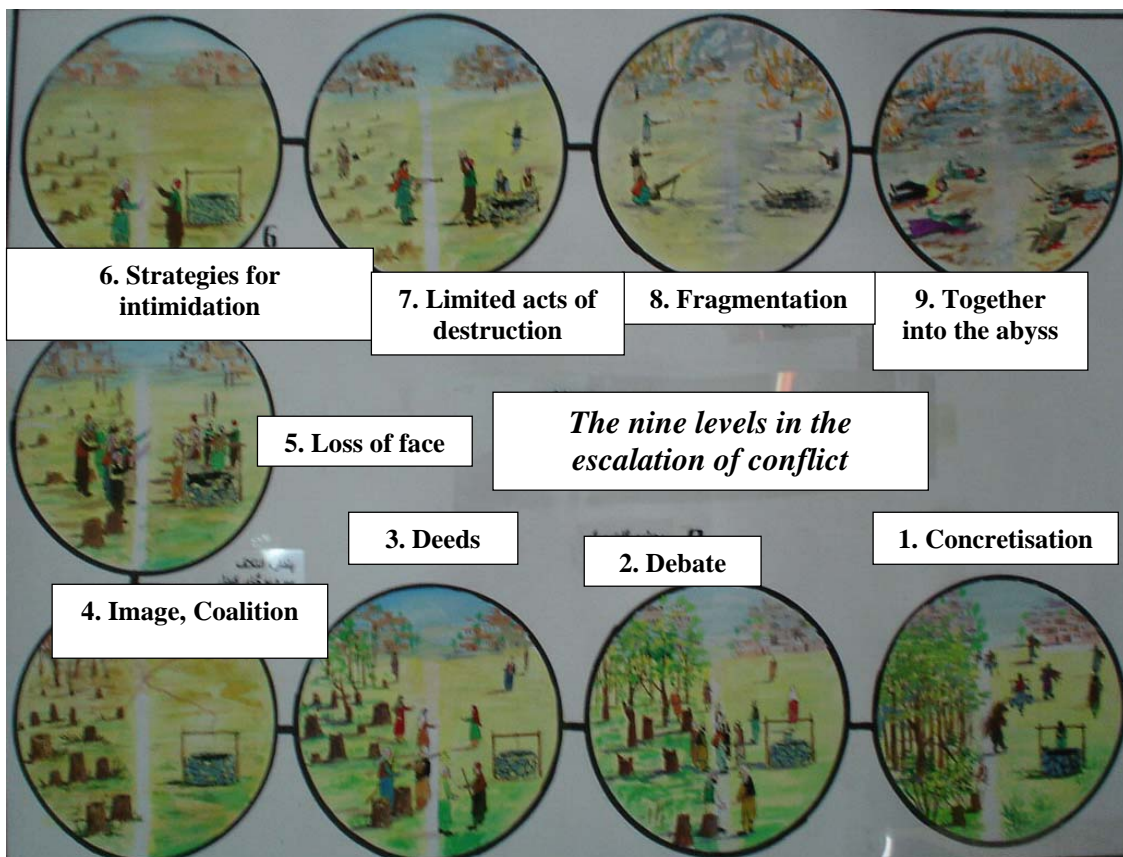 6
6. Strategies for
intimidation
7. Limited acts of
destruction
8. Fragmentation
9. Together
into the abyss
5. Loss of face
The nine levels in the
escalation of conflict
4. Image, Coalition
3. Deeds
2. Debate
1. Concretisation